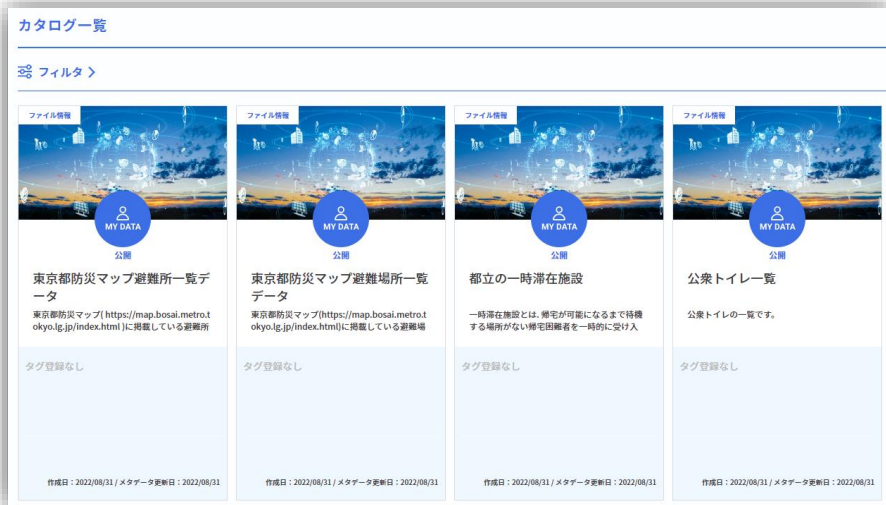 カタログ一覧
フィルタ
ファイル情報
MY DATA
公開
東京都防災マップ避難所一覧デ
ータ
東京都防災マップ( https://map.bosai.metro.t
okyo.lg.jp/index.html )に掲載している避難所
タグ登録なし
作成日：2022/08/31 / メタデータ更新日：2022/08/31
ファイル情報
MY DATA
公開
東京都防災マップ避難場所一覧
データ
東京都防災マップ(https://map.bosai.metro.t
okyo.lg.jp/index.html)に掲載している避難場
タグ登録なし
作成日：2022/08/31 / メタデータ更新日：2022/08/31
ファイル情報
MY DATA
公開
都立の一時滞在施設
一時滞在施設とは、帰宅が可能になるまで待機
する場所がない帰宅困難者を一時的に受け入
タグ登録なし
作成日：2022/08/31 / メタデータ更新日：2022/08/31
ファイル情報
MY DATA
公開
公衆トイレ一覧
公衆トイレの一覧です。
タグ登録なし
作成日：2022/08/31 / メタデータ更新日：2022/08/31